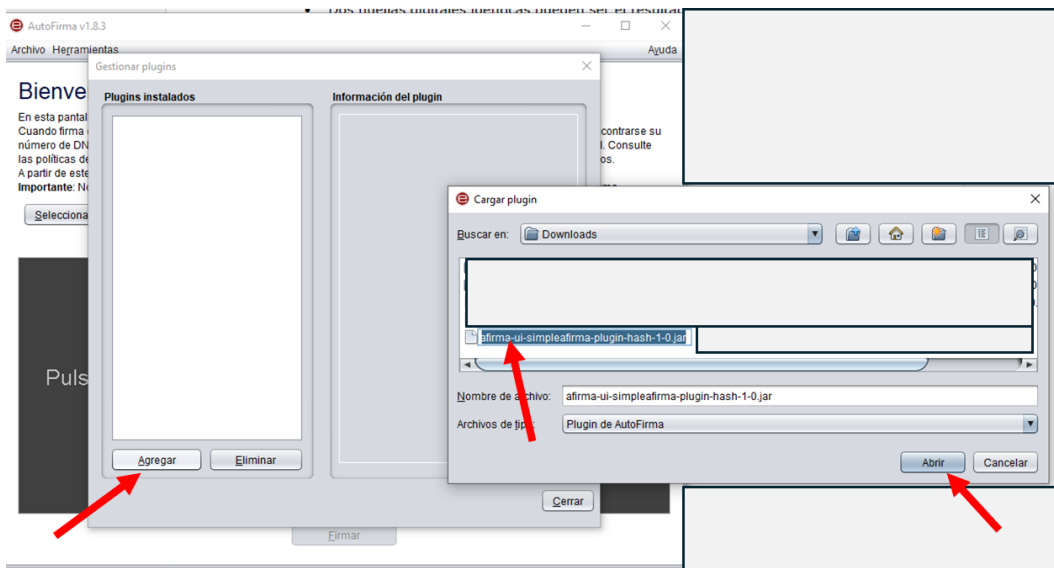 Dos huellas digitales idénticas pueden ser el resultad
AutoFirma v1.8.3
Archivo Herramientas
Ayuda
Gestionar plugins
Bienve
En esta pantal
Cuando firma
número de DN
las políticas de
A partir de este
Importante: No
contrarse su
l. Consulte
os.
Selecciona
Puls
Plugins instalados
Información del plugin
Agregar
Eliminar
Cerrar
Firmar
Cargar plugin
Buscar en:
Downloads
afirma-ui-simpleafirma-plugin-hash-1-0.jar
Nombre de archivo:
afirma-ui-simpleafirma-plugin-hash-1-0.jar
Archivos de tipo:
Plugin de AutoFirma
Abrir
Cancelar